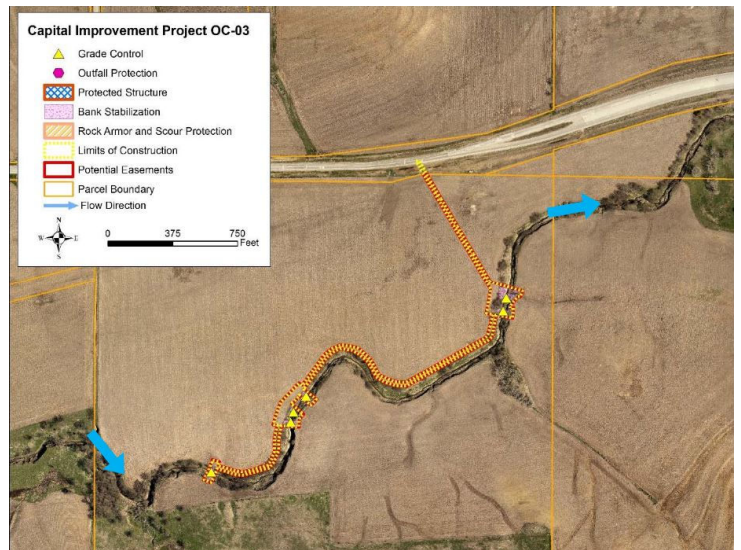 Capital Improvement Project OC-03
Grade Control
Outfall Protection
Protected Structure
Bank Stabilization
Rock Armor and Scour Protection
Limits of Construction
Potential Easements
Parcel Boundary
Flow Direction
N
W E
S
0 375 750
Feet